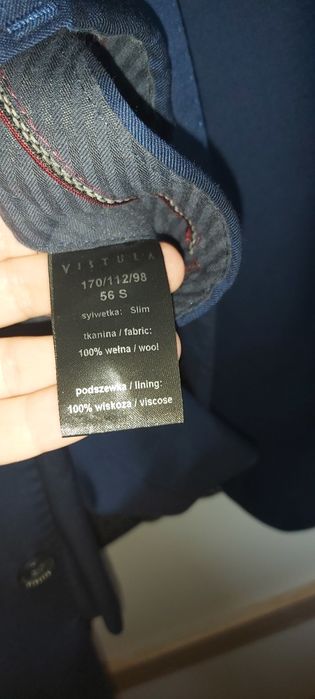 VISTULA
170/112/98
56 S
sylwetka: Slim
tkanina / fabric:
100% wełna / wool
podszewka / lining:
100% wiskoza / viscose